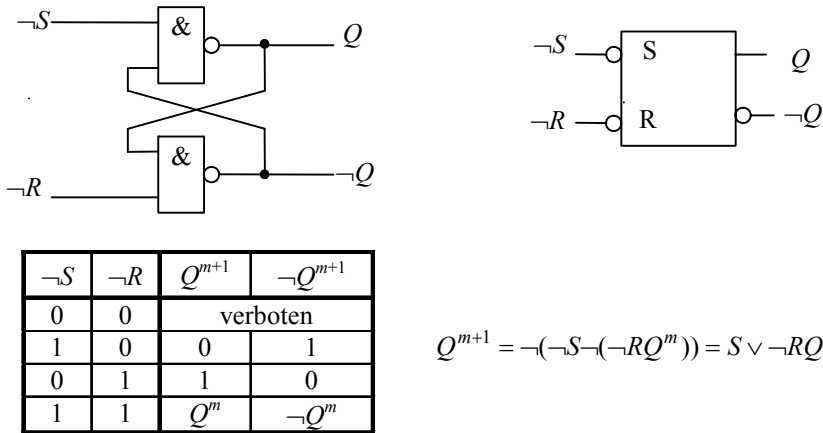 ¬S & Q
& ¬Q
¬R
¬S S Q
¬R R ¬Q
¬S ¬R Q^{m+1} ¬Q^{m+1}
0 0 verboten
1 0 0 1
0 1 1 0
1 1 Q^m ¬Q^m
Q^{m+1} = ¬(¬S¬(¬RQ^m)) = S ∨ ¬RQ